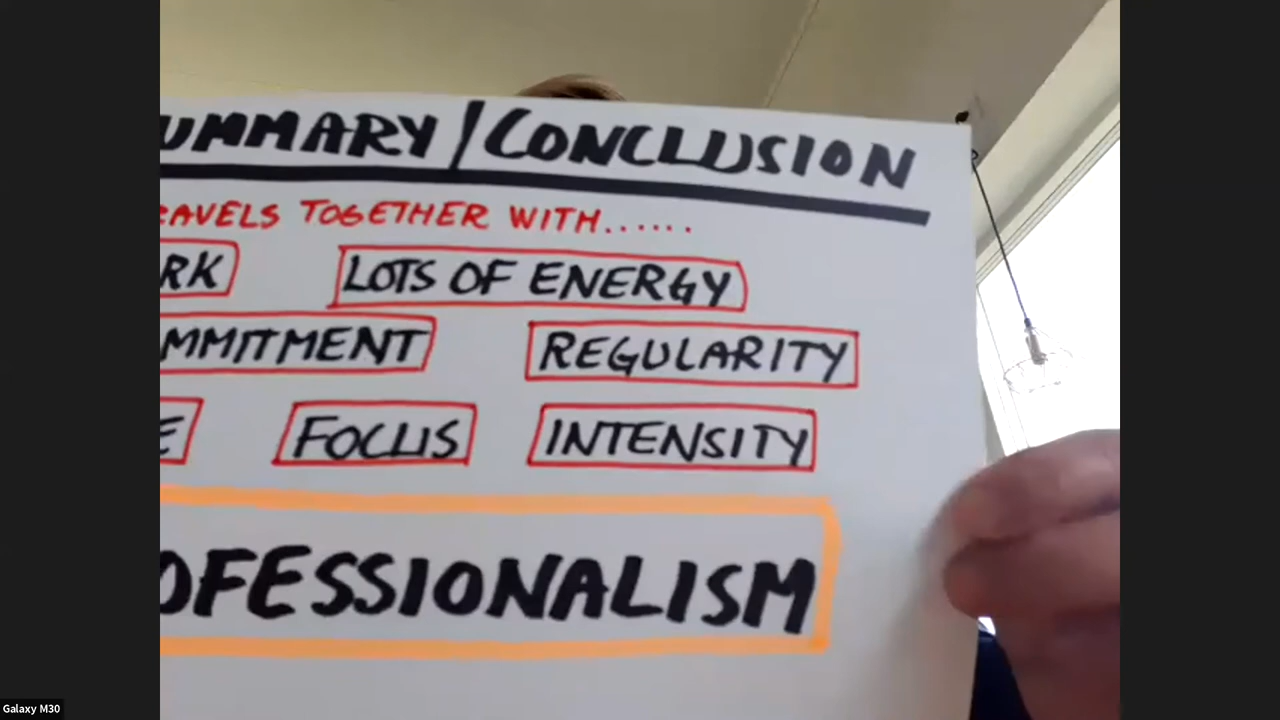 UMMARY/CONCLUSION
RAVELS TOGETHER WITH......
RK LOTS OF ENERGY
MMITMENT REGULARITY
E FOCUS INTENSITY
OFESSIONALISM
Galaxy M30